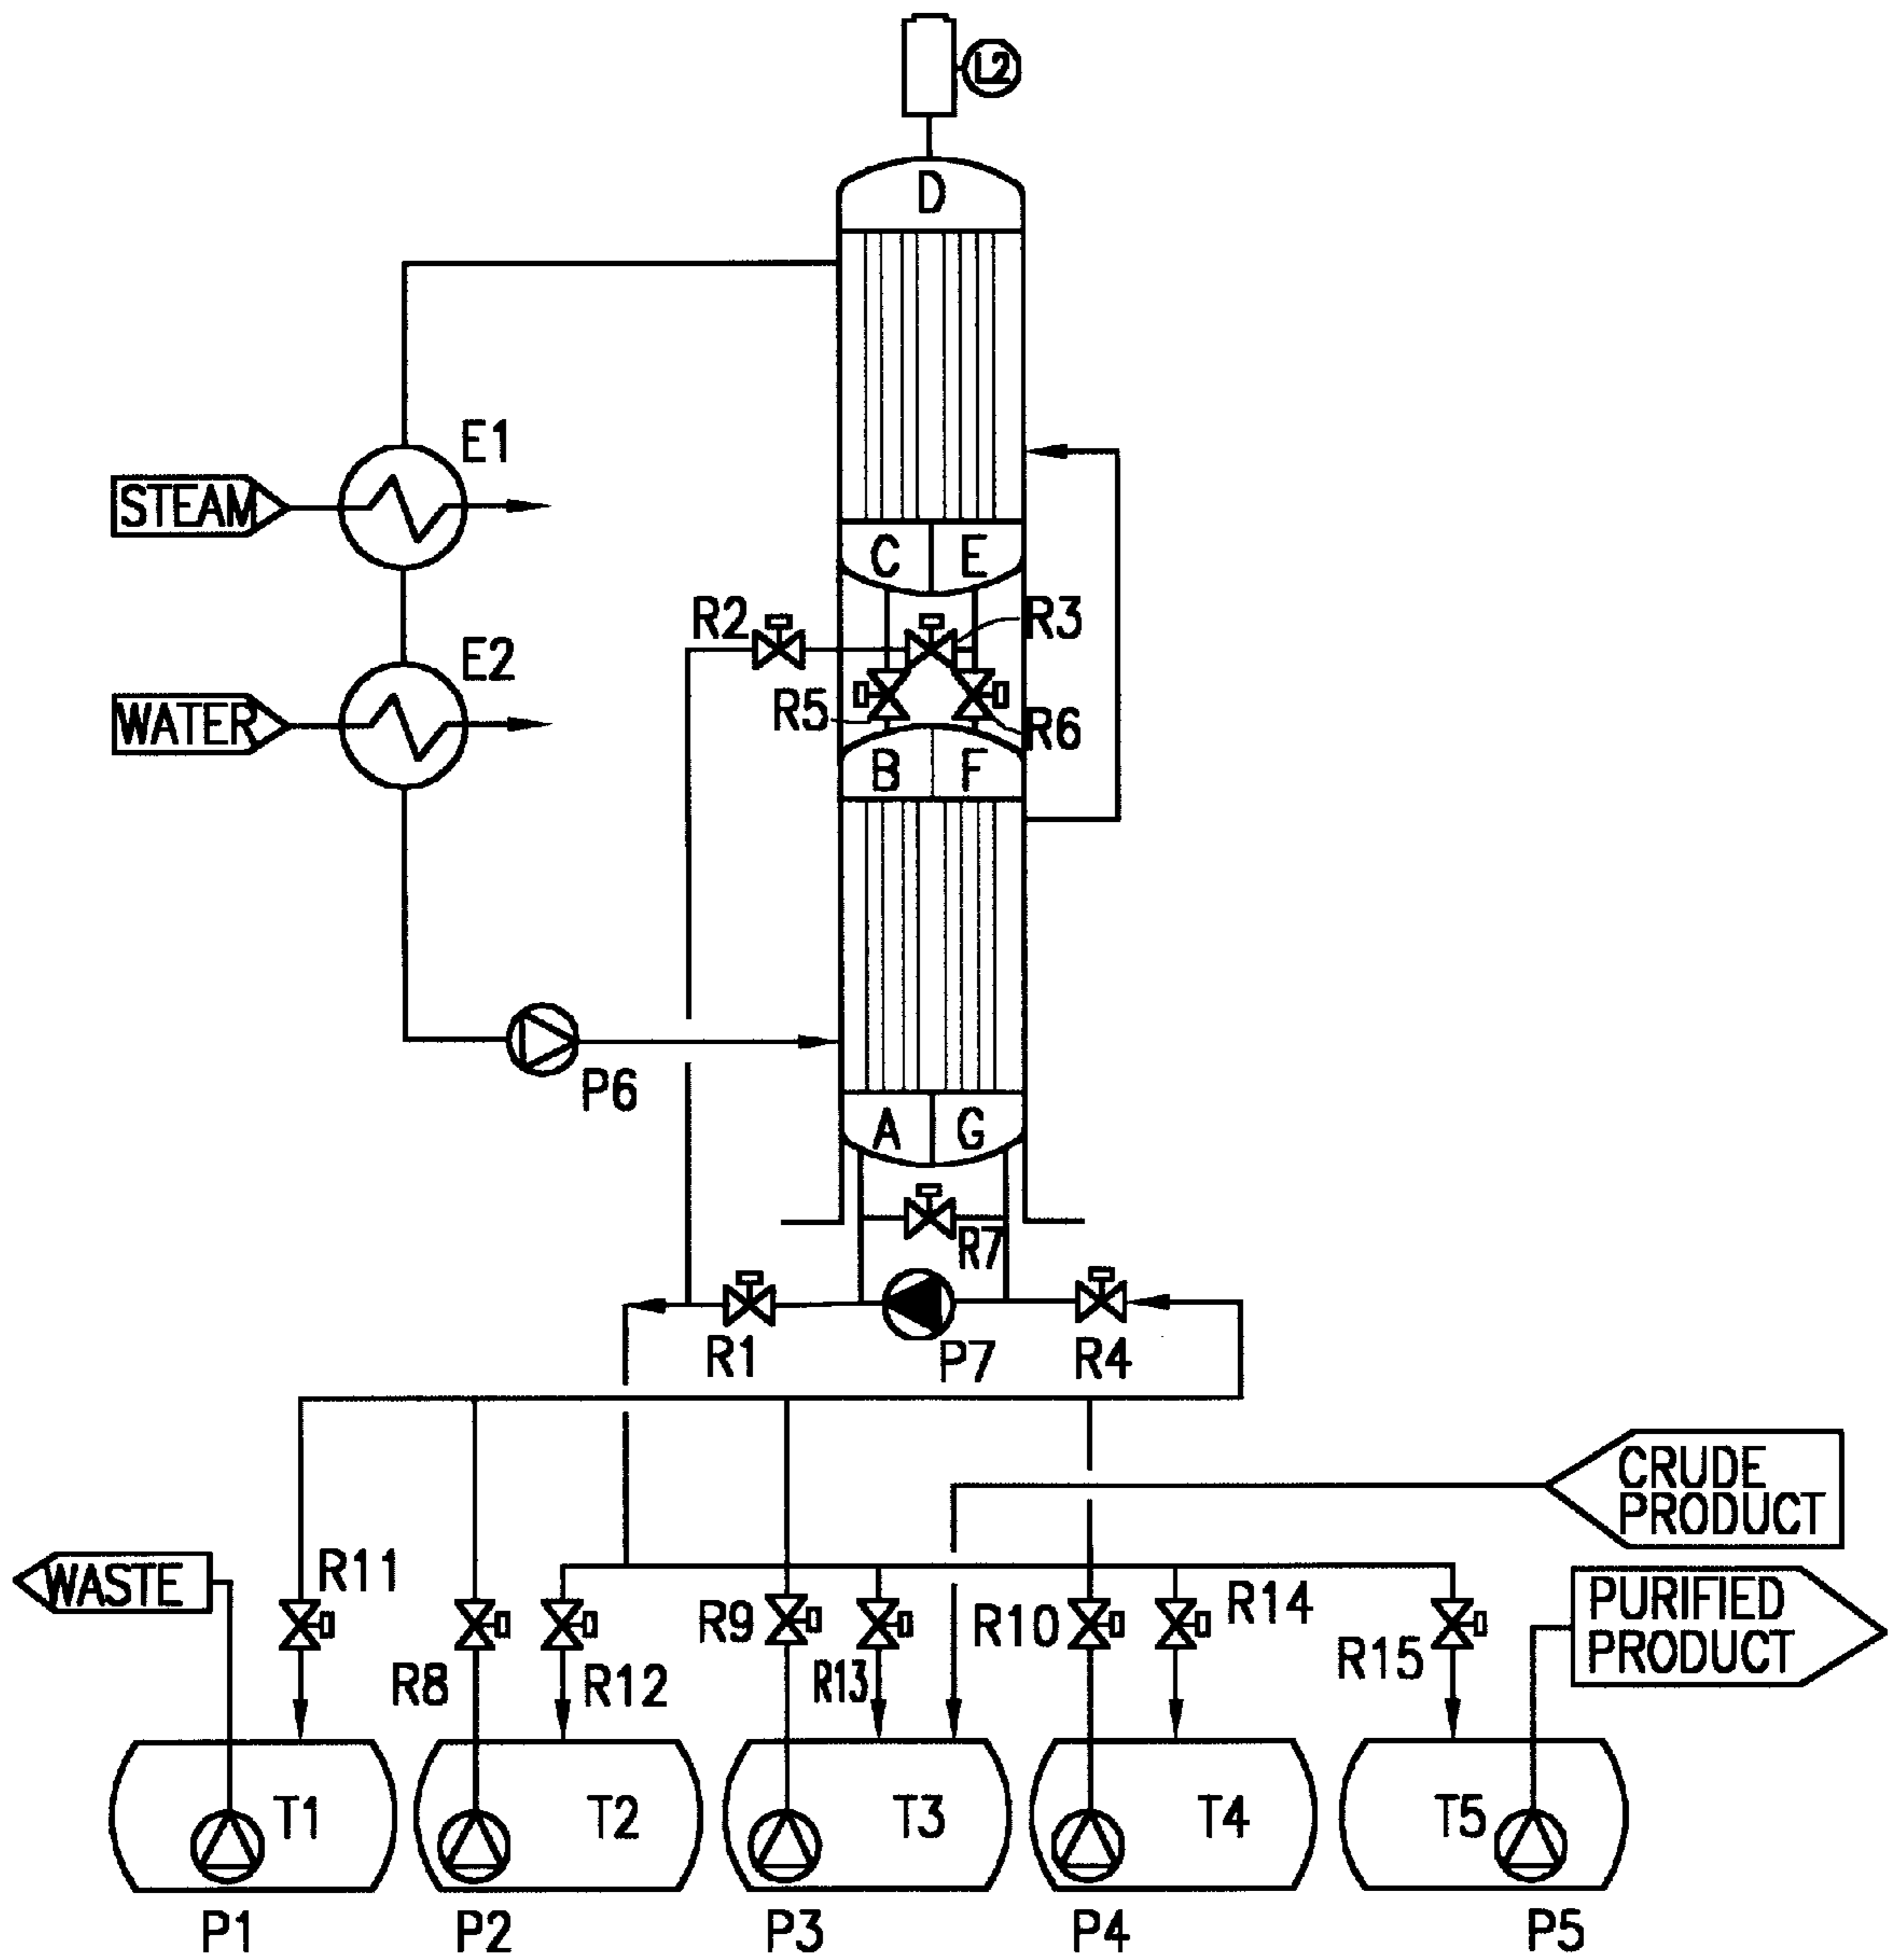 L2
D
E1
STEAM
C E
R2
R3
E2
WATER
R5
R6
B F
P6
A G
R7
R1
P7
R4
CRUDE
PRODUCT
R11
WASTE
R14
PURIFIED
PRODUCT
R9
R10
R15
R8
R12
R13
T1
T2
T3
T4
T5
P1
P2
P3
P4
P5